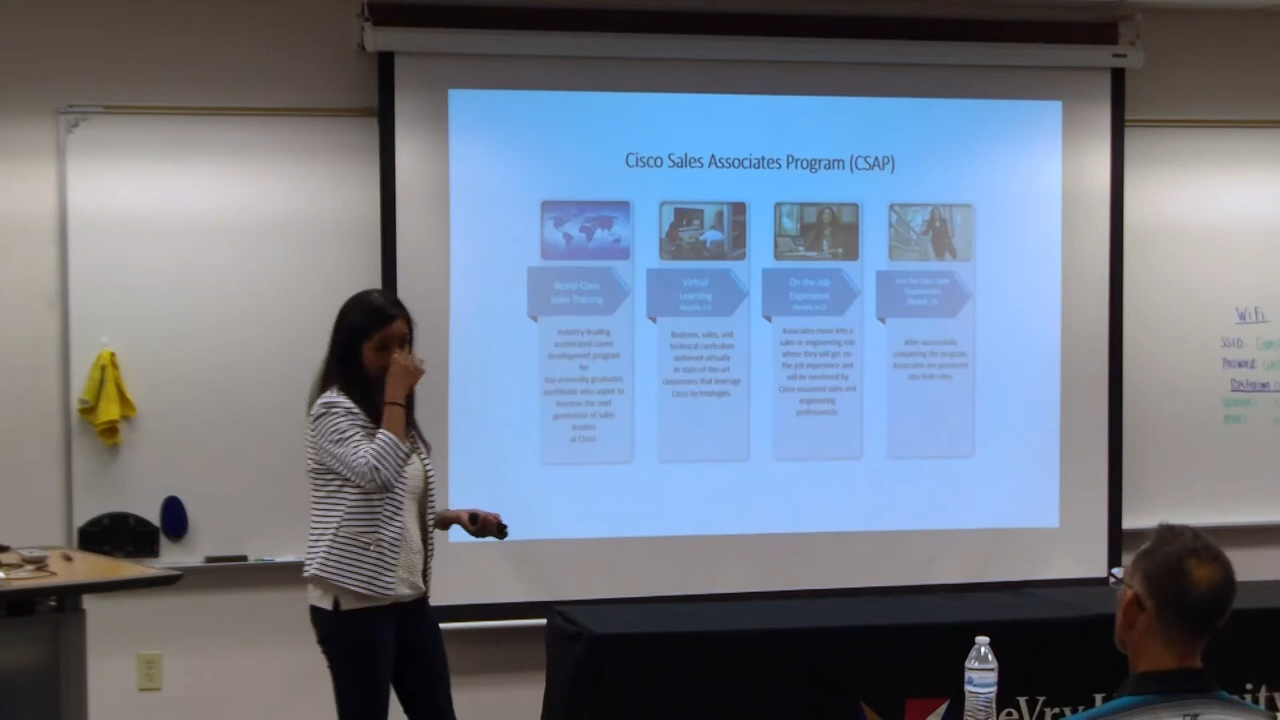 Cisco Sales Associates Program (CSAP)
World-Class
Sales Training
Industry-leading
accelerated career
development program
for
top university graduates
worldwide who aspire to
become the next
generation of sales
leaders
at Cisco.
Virtual
Learning
Business, sales, and
technical curriculum
delivered virtually
in state-of-the-art
classrooms that leverage
Cisco technologies.
On-the-Job
Experience
Associates move into a
sales or engineering role
where they will get on
the job experience and
will be mentored by
Cisco seasoned sales and
engineering
professionals
After successfully
completing the program,
Associates are promoted
into field roles.
WiFi
SSID:
Password:
eVry